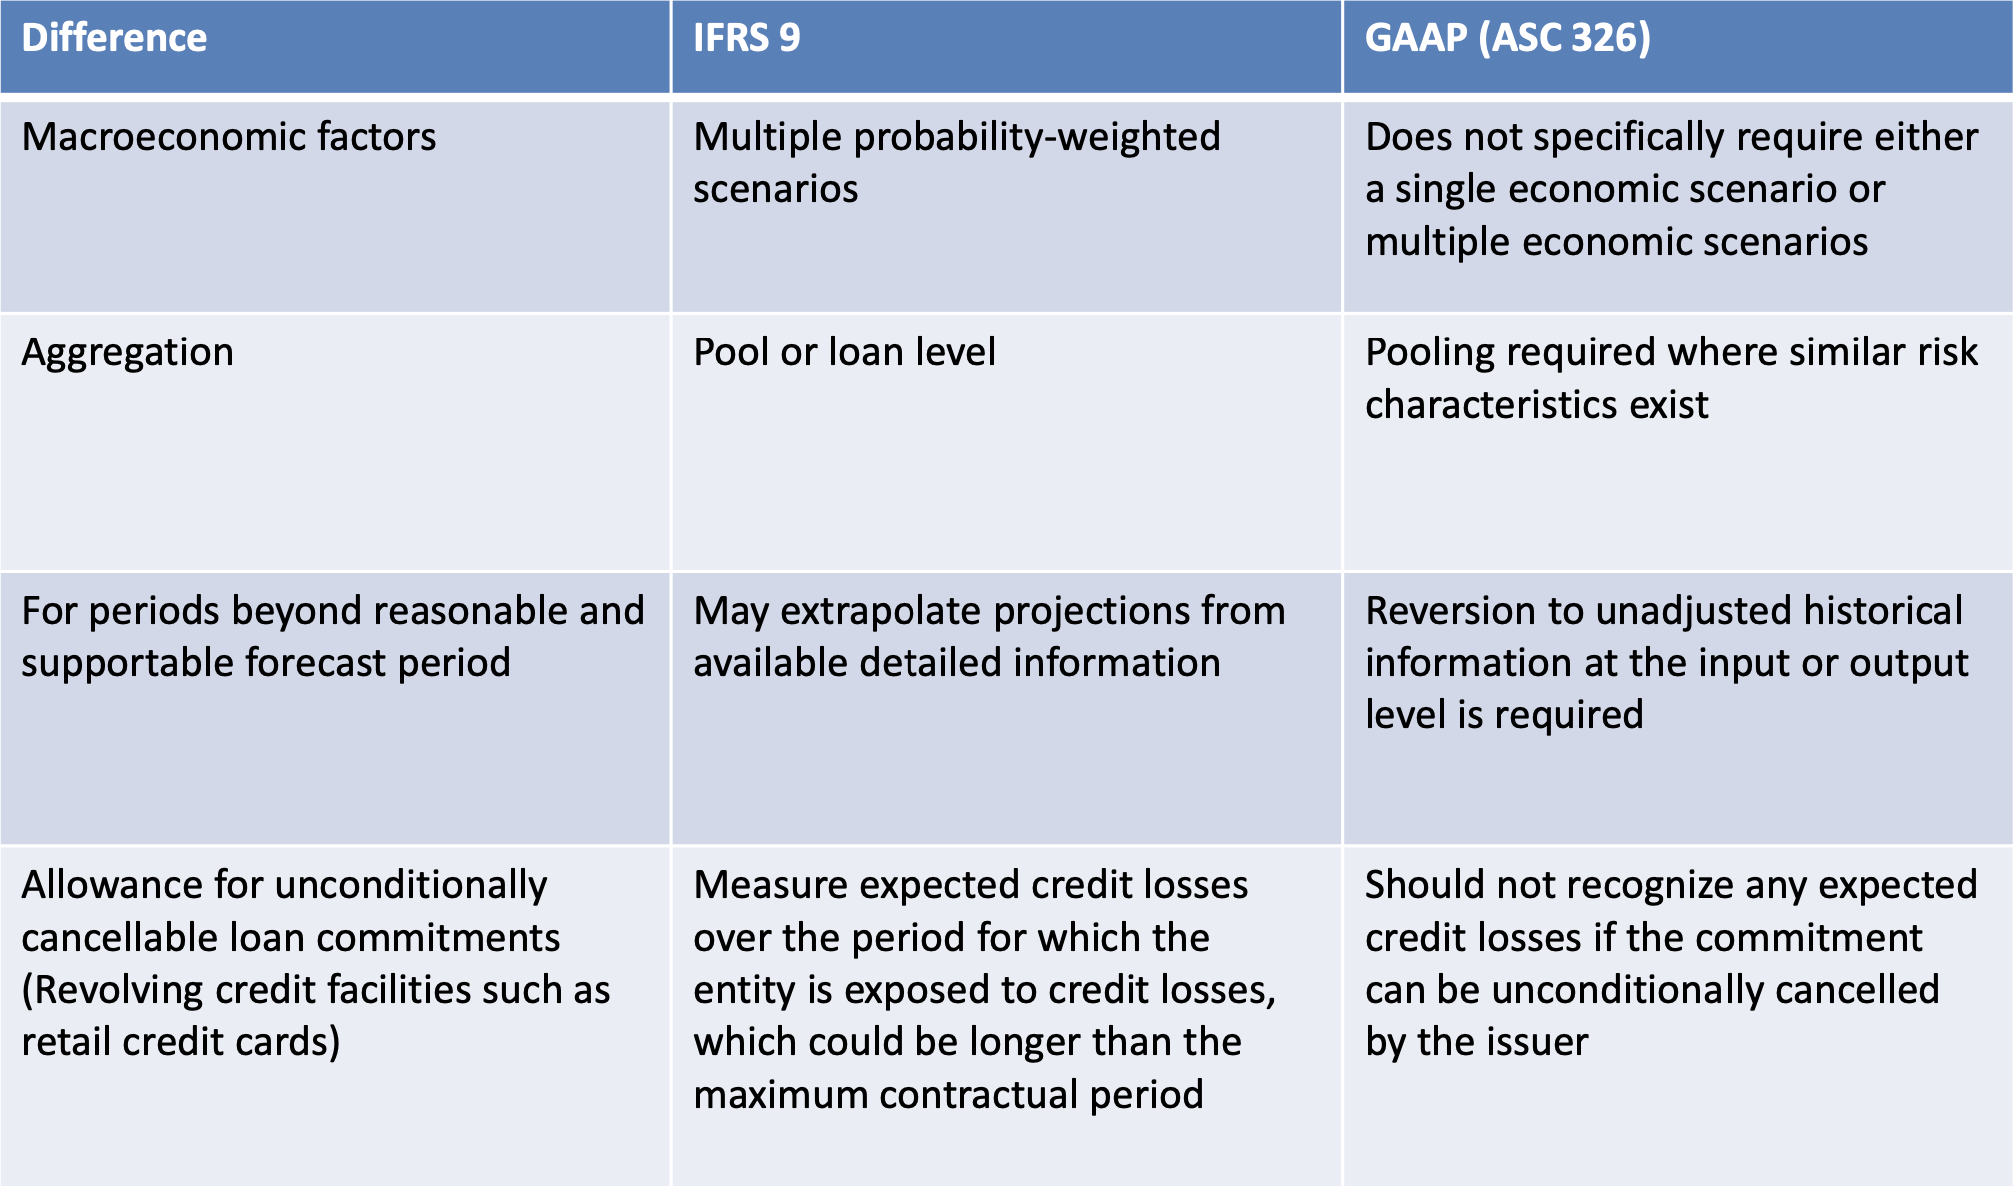 Difference
IFRS 9
GAAP (ASC 326)
Macroeconomic factors
Multiple probability-weighted
scenarios
Does not specifically require either
a single economic scenario or
multiple economic scenarios
Aggregation
Pool or loan level
Pooling required where similar risk
characteristics exist
For periods beyond reasonable and
supportable forecast period
May extrapolate projections from
available detailed information
Reversion to unadjusted historical
information at the input or output
level is required
Allowance for unconditionally
cancellable loan commitments
(Revolving credit facilities such as
retail credit cards)
Measure expected credit losses
over the period for which the
entity is exposed to credit losses,
which could be longer than the
maximum contractual period
Should not recognize any expected
credit losses if the commitment
can be unconditionally cancelled
by the issuer